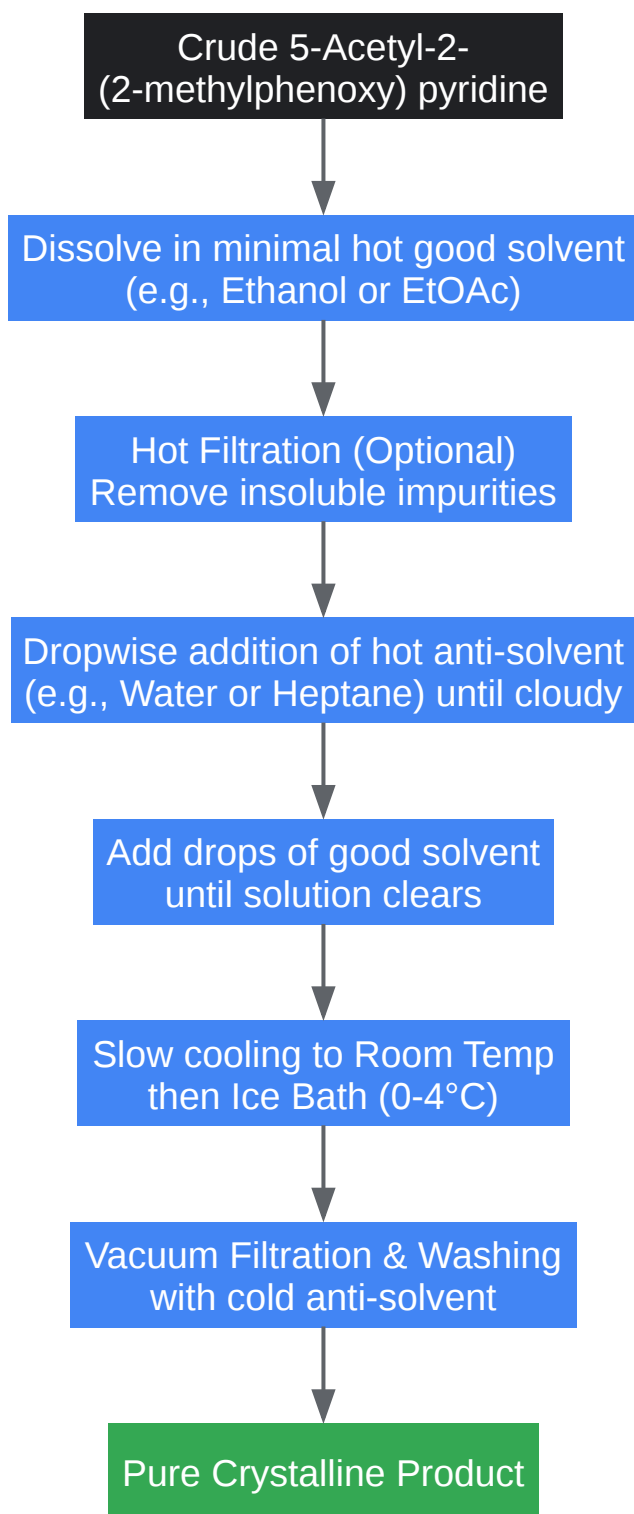 Crude 5-Acetyl-2-
(2-methylphenoxy) pyridine
Dissolve in minimal hot good solvent
(e.g., Ethanol or EtOAc)
Hot Filtration (Optional)
Remove insoluble impurities
Dropwise addition of hot anti-solvent
(e.g., Water or Heptane) until cloudy
Add drops of good solvent
until solution clears
Slow cooling to Room Temp
then Ice Bath (0-4°C)
Vacuum Filtration & Washing
with cold anti-solvent
Pure Crystalline Product